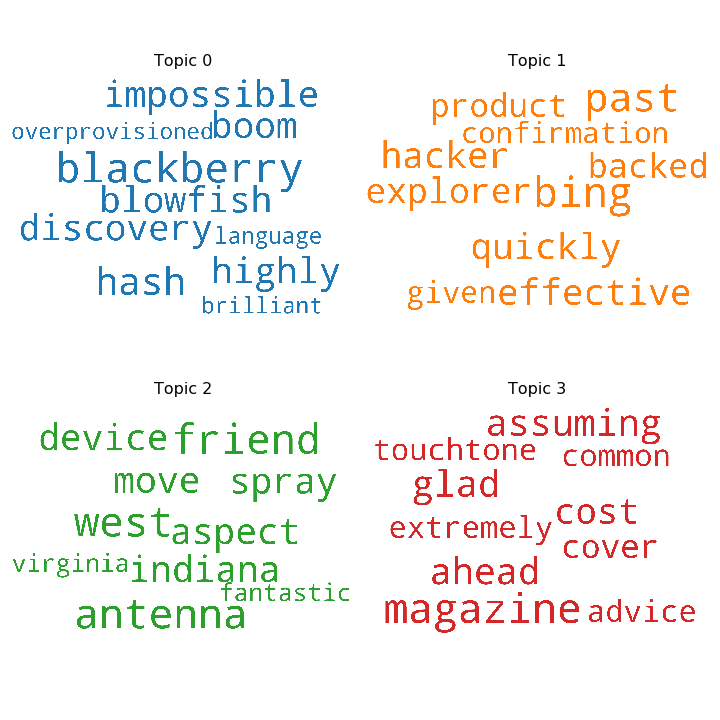 Topic 0
impossible
overprovisioned boom
blackberry
blowfish
discovery language
hash highly
brilliant
Topic 1
product past
confirmation
hacker backed
explorer bing
quickly
given effective
Topic 2
device friend
move spray
west aspect
virginia indiana
fantastic
antenna
Topic 3
assuming
touchtone common
glad
extremely cost
cover
ahead
magazine advice